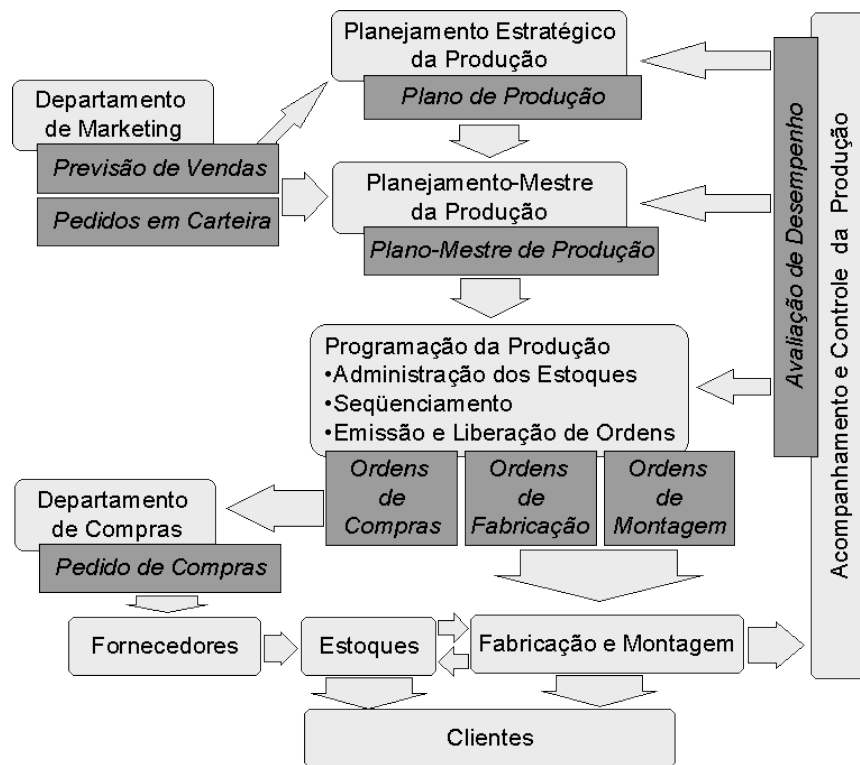 Planejamento Estratégico
da Produção
Plano de Produção
Departamento
de Marketing
Previsão de Vendas
Pedidos em Carteira
Planejamento-Mestre
da Produção
Plano-Mestre de Produção
Programação da Produção
•Administração dos Estoques
•Seqüenciamento
•Emissão e Liberação de Ordens
Ordens
de
Compras
Ordens
de
Fabricação
Ordens
de
Montagem
Departamento
de Compras
Pedido de Compras
Fornecedores
Estoques
Fabricação e Montagem
Clientes
Avaliação de Desempenho
Acompanhamento e Controle da Produção